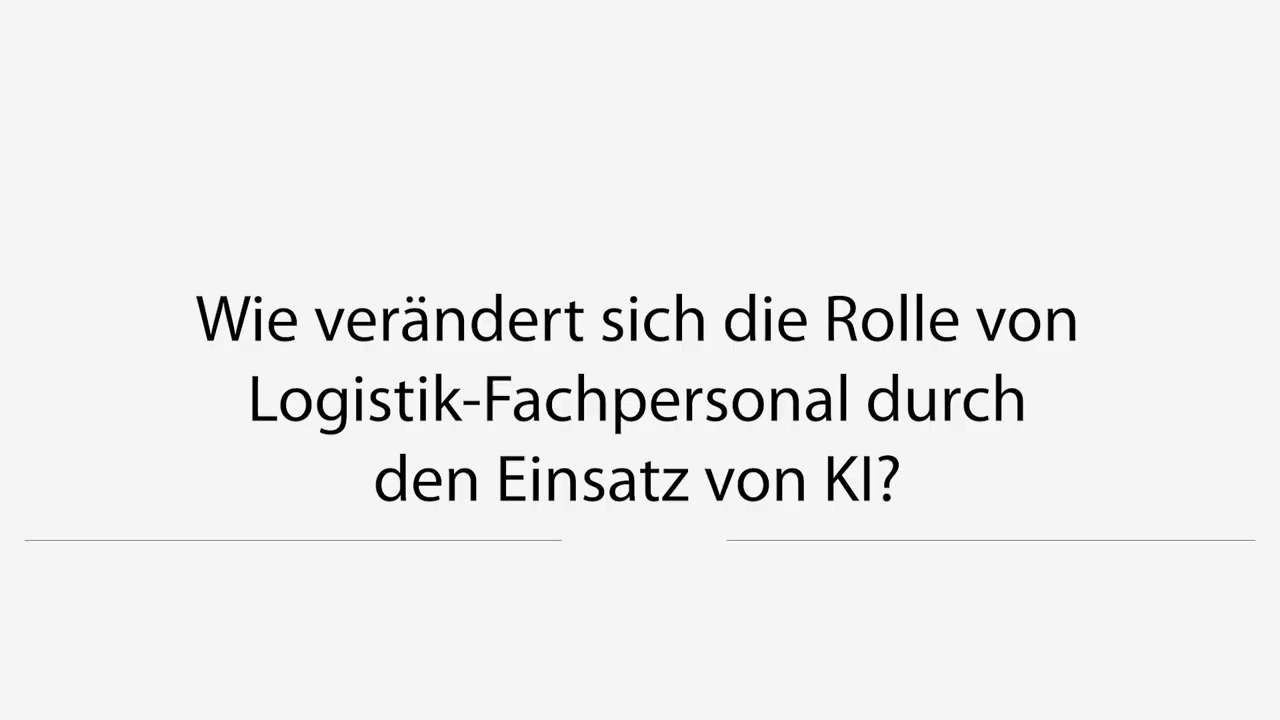 Wie verändert sich die Rolle von
Logistik-Fachpersonal durch
den Einsatz von KI?